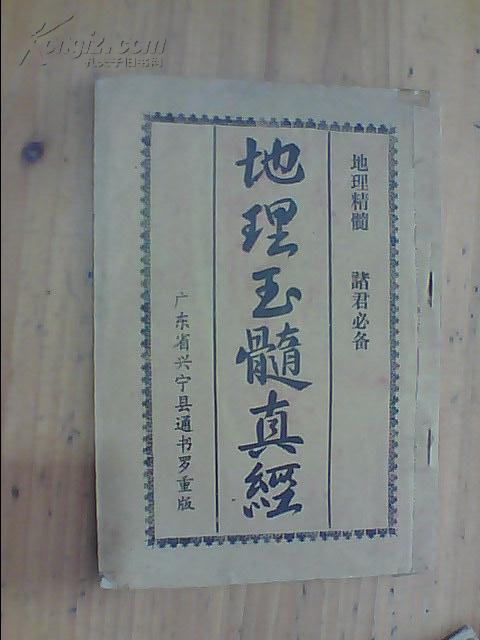 Kongfz.com
孔夫子旧书网
地理精髓 諸君必备
地理玉髓真經
广东省兴宁县通书罗重版